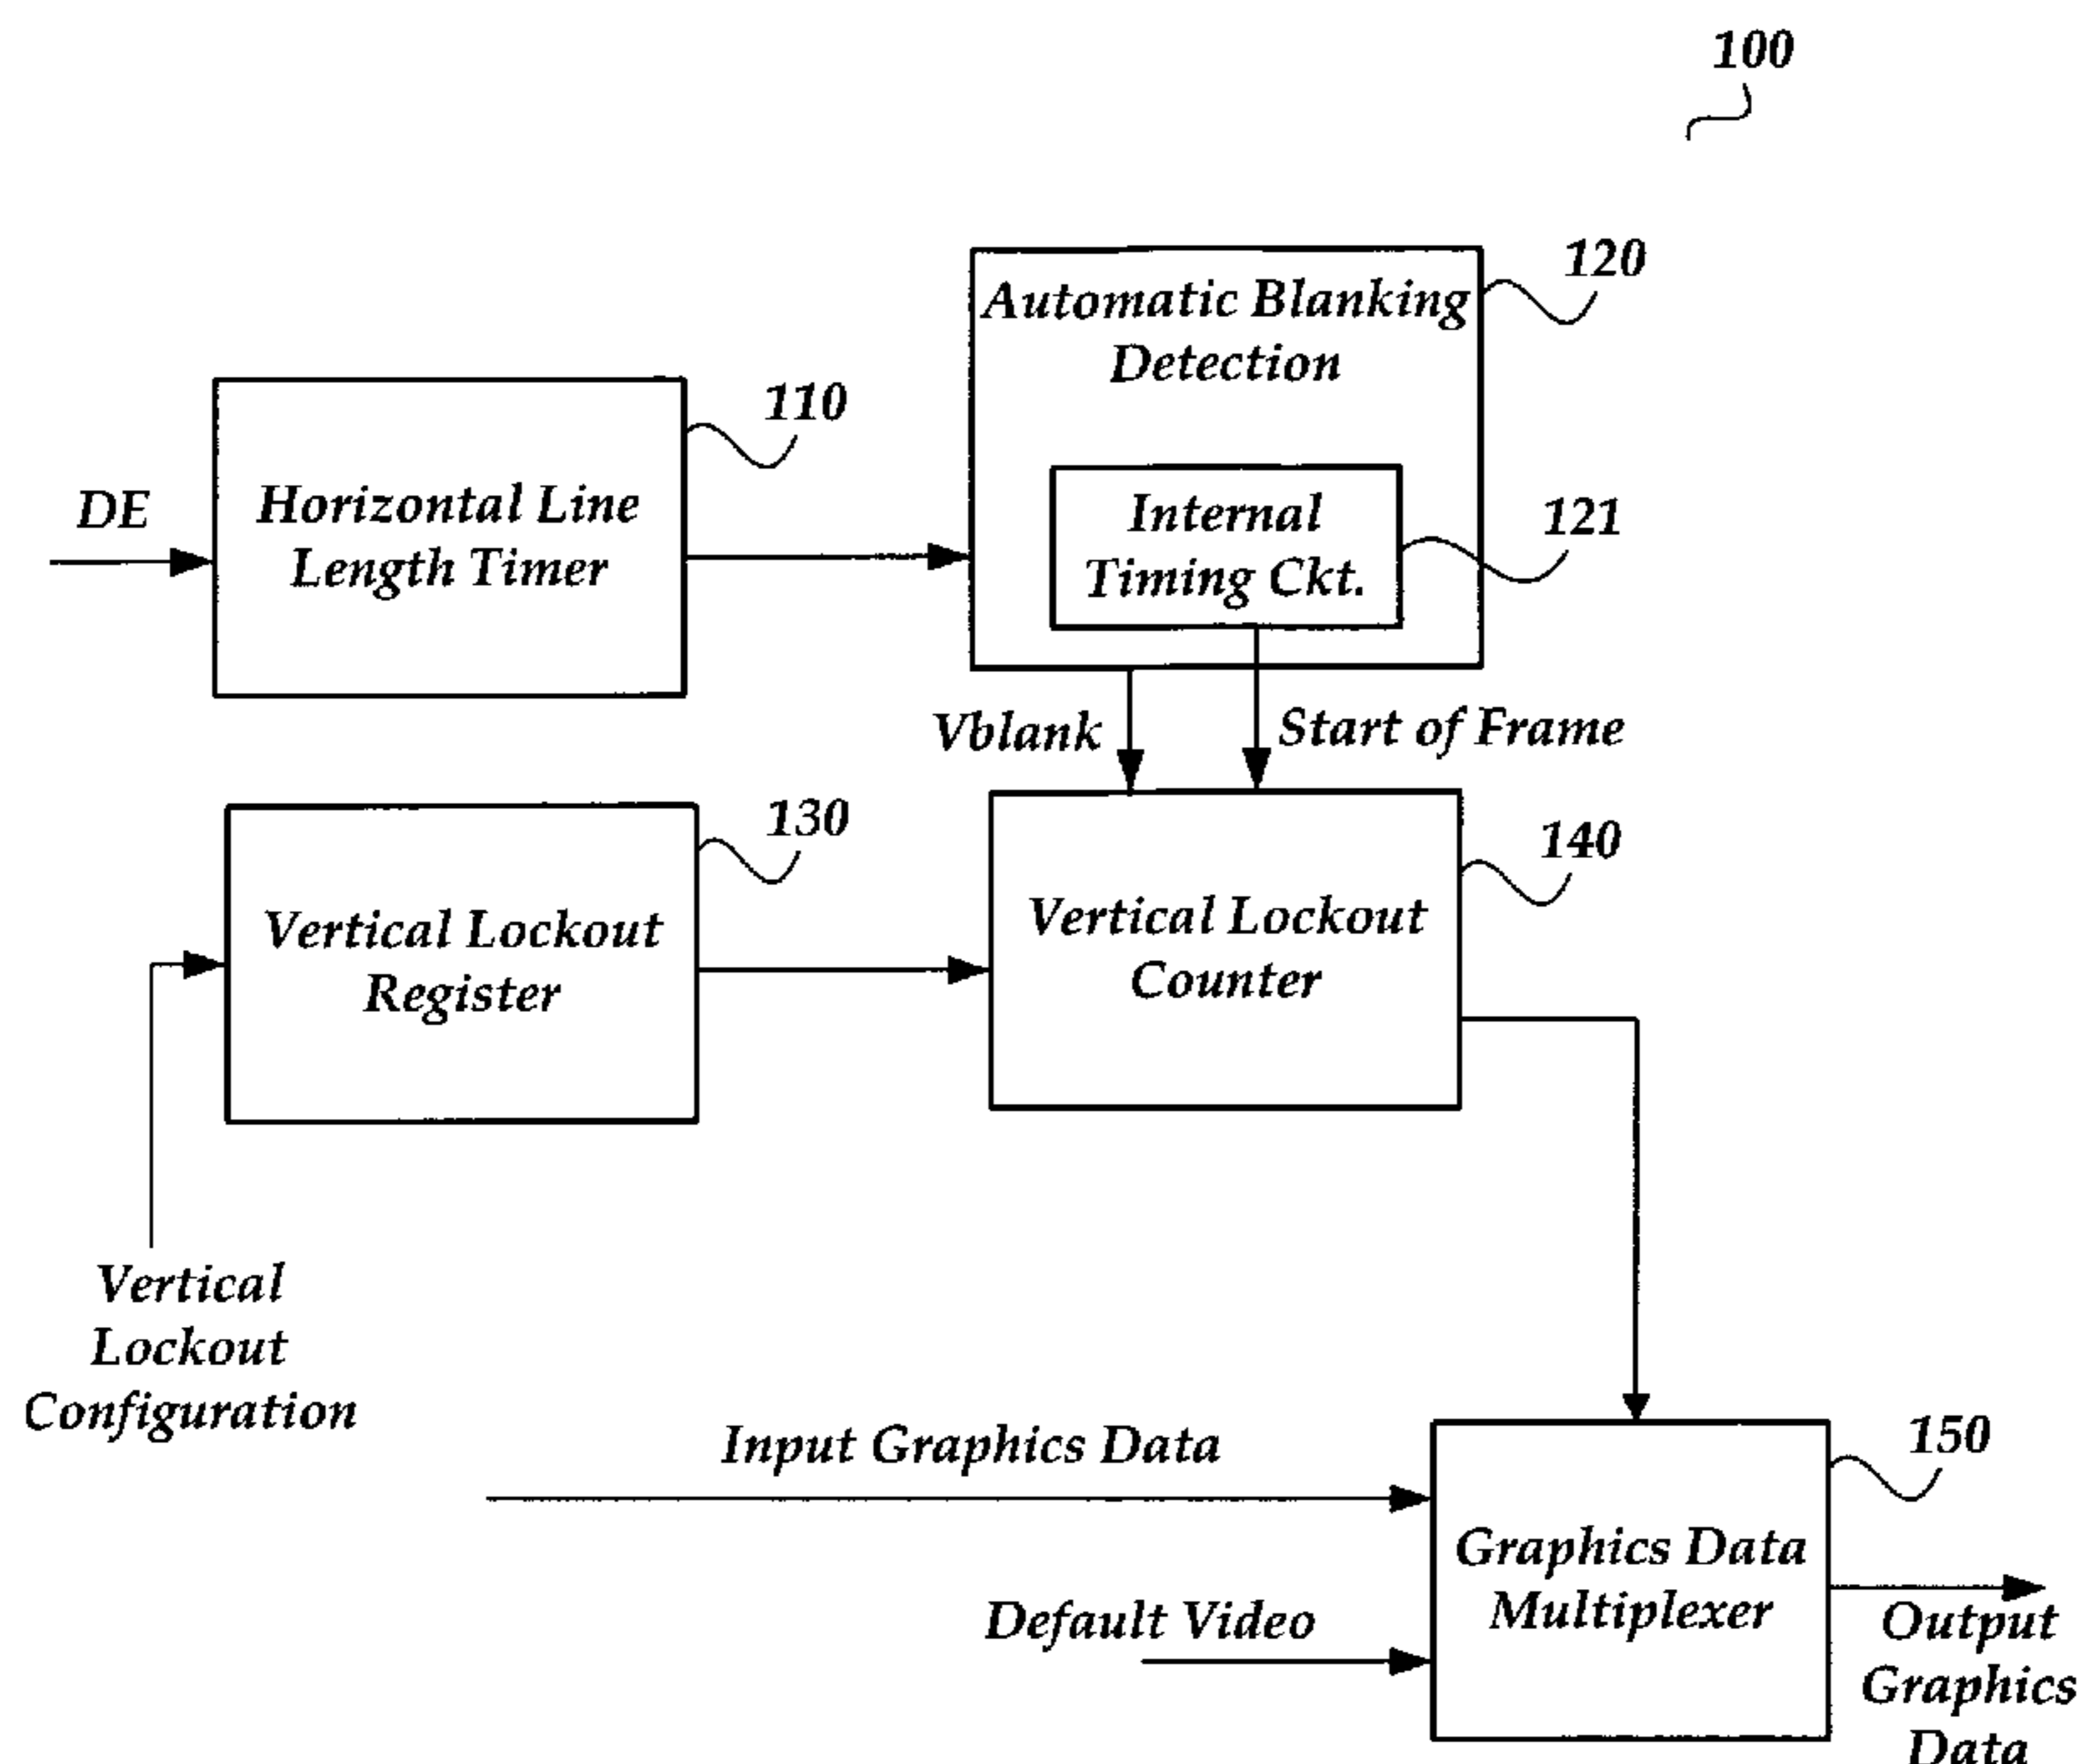 100
120
Automatic Blanking
Detection
110
DE
Horizontal Line
Length Timer
Internal
Timing Ckt.
121
Vblank
Start of Frame
130
140
Vertical Lockout
Register
Vertical Lockout
Counter
Vertical
Lockout
Configuration
Input Graphics Data
150
Graphics Data
Multiplexer
Default Video
Output
Graphics
Data